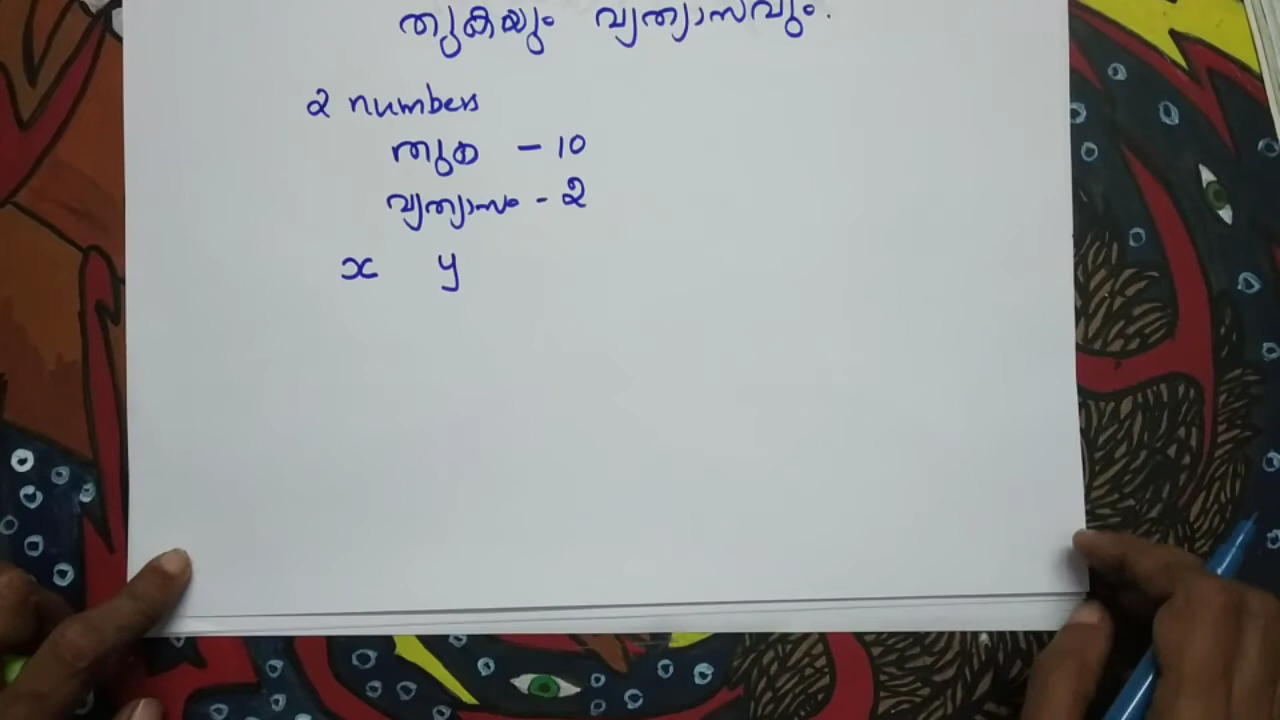 തുകയും വ്യത്യാസവും.
2 numbers
തുക - 10
വ്യത്യാസം - 2
x y